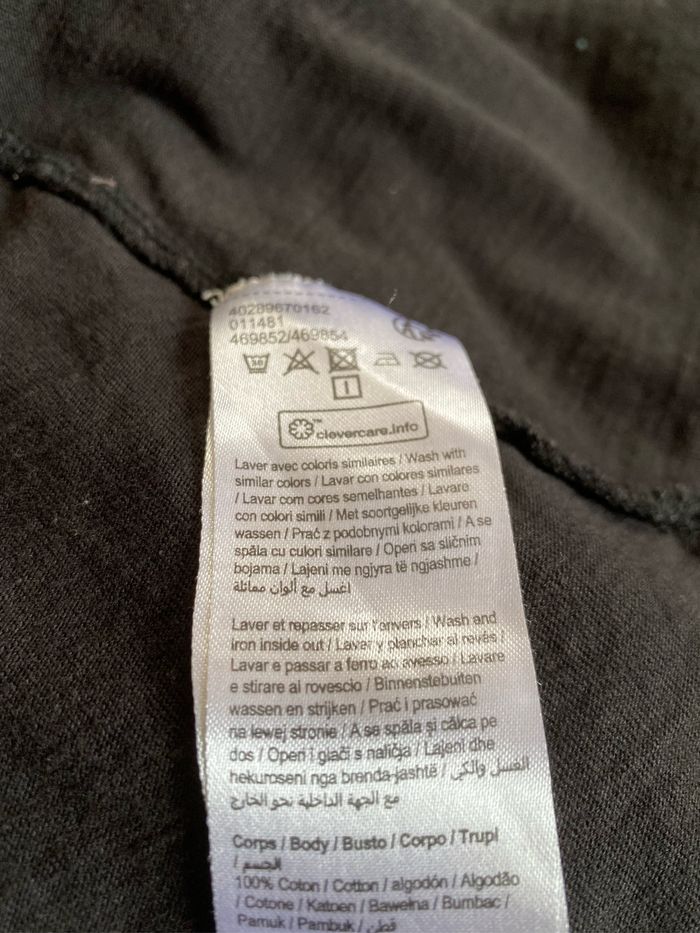 40289670162
011481
469852/469854
30
clevercare.info
Laver avec coloris similaires / Wash with
similar colors / Lavar con colores similares
/ Lavar com cores semelhantes / Lavare
con colori simili / Met soortgelijke kleuren
wassen / Prać z podobnymi kolorami / A se
spăla cu culori similare / Operi sa sličnim
bojama / Lajeni me ngjyra të ngjashme /
اغسل مع ألوان مماثلة
Laver et repasser sur l'envers / Wash and
iron inside out / Lavar y planchar al revés /
Lavar e passar a ferro ao avesso / Lavare
e stirare al rovescio / Binnenstebuiten
wassen en strijken / Prać i prasować
na lewej stronie / A se spăla și călca pe
dos / Operi i glači s naličja / Lajeni dhe
hekuroseni nga brenda-jashtë / الغسل والكي
مع الجهة الداخلية نحو الخارج
Corps / Body / Busto / Corpo / Trupi
/ الجسم
100% Coton / Cotton / algodón / Algodão
/ Cotone / Katoen / Bawełna / Bumbac /
Pamuk / Pambuk / قطن